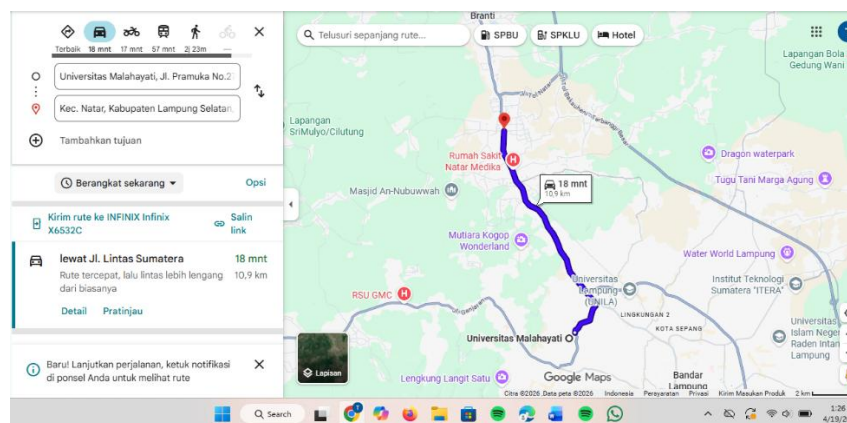 Terbaik 18 mnt 17 mnt 57 mnt 2j 23m ---
Universitas Malahayati, Jl. Pramuka No.2
Kec. Natar, Kabupaten Lampung Selatan,
Tambahkan tujuan
Berangkat sekarang
Opsi
Kirim rute ke INFINIX Infinix
X6532C
Salin
link
lewat Jl. Lintas Sumatera 18 mnt
Rute tercepat, lalu lintas lebih lengang 10,9 km
dari biasanya
Detail Pratinjau
Baru! Lanjutkan perjalanan, ketuk notifikasi
di ponsel Anda untuk melihat rute
Telusuri sepanjang rute...
SPBU
SPKLU
Hotel
Branti
Lapangan Bola
Gedung Wani
Lapangan
SriMulyo/Cilutung
Rumah Sakit
Natar Medika
Dragon waterpark
Tugu Tani Marga Agung
Masjid An-Nubuwwah
18 mnt
10,9 km
Mutiara Kogop
Wonderland
Water World Lampung
Universitas
Lampung
(UNILA)
Institut Teknologi
Sumatera "ITERA"
RSU GMC
LINGKUNGAN 2
KOTA SEPANG
Universitas
Islam Neger
Raden Intan
Lampung
Universitas Malahayati
Lapisan
Lengkung Langit Satu
Google Maps
Bandar
Lampung
Citra ©2026 Data peta ©2026 Indonesia Persyaratan Privasi Kirim Masukan Produk 2 km
Search
1:26
4/19/2